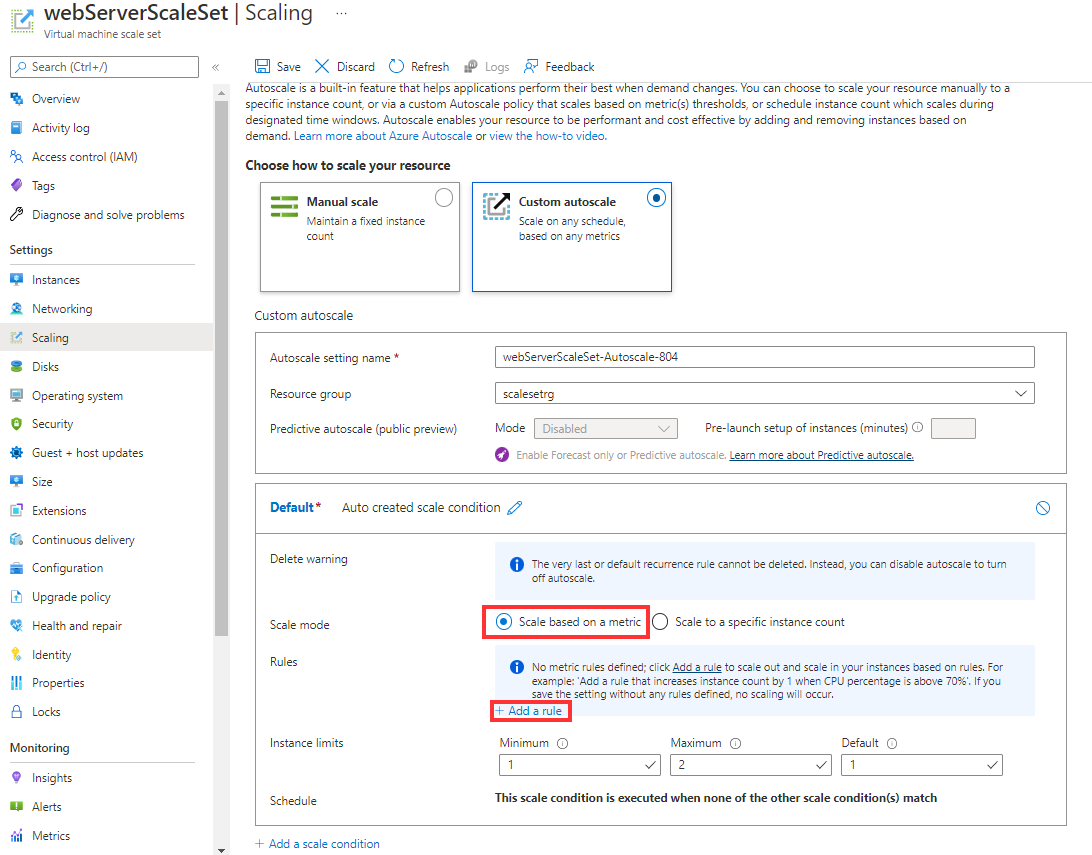 webServerScaleSet | Scaling ...
Virtual machine scale set
Search (Ctrl+/)
«
Overview
Activity log
Access control (IAM)
Tags
Diagnose and solve problems
Settings
Instances
Networking
Scaling
Disks
Operating system
Security
Guest + host updates
Size
Extensions
Continuous delivery
Configuration
Upgrade policy
Health and repair
Identity
Properties
Locks
Monitoring
Insights
Alerts
Metrics
Save Discard Refresh Logs Feedback
Autoscale is a built-in feature that helps applications perform their best when demand changes. You can choose to scale your resource manually to a
specific instance count, or via a custom Autoscale policy that scales based on metric(s) thresholds, or schedule instance count which scales during
designated time windows. Autoscale enables your resource to be performant and cost effective by adding and removing instances based on
demand. Learn more about Azure Autoscale or view the how-to video.
Choose how to scale your resource
Manual scale
Maintain a fixed instance
count
Custom autoscale
Scale on any schedule,
based on any metrics
Custom autoscale
Autoscale setting name *
webServerScaleSet-Autoscale-804
Resource group
scalesetrg
Predictive autoscale (public preview)
Mode Disabled Pre-launch setup of instances (minutes)
Enable Forecast only or Predictive autoscale. Learn more about Predictive autoscale.
Default* Auto created scale condition
Delete warning
The very last or default recurrence rule cannot be deleted. Instead, you can disable autoscale to turn
off autoscale.
Scale mode
Scale based on a metric Scale to a specific instance count
Rules
No metric rules defined; click Add a rule to scale out and scale in your instances based on rules. For
example: 'Add a rule that increases instance count by 1 when CPU percentage is above 70%'. If you
save the setting without any rules defined, no scaling will occur.
+ Add a rule
Instance limits
Minimum Maximum Default
1 2 1
Schedule
This scale condition is executed when none of the other scale condition(s) match
+ Add a scale condition